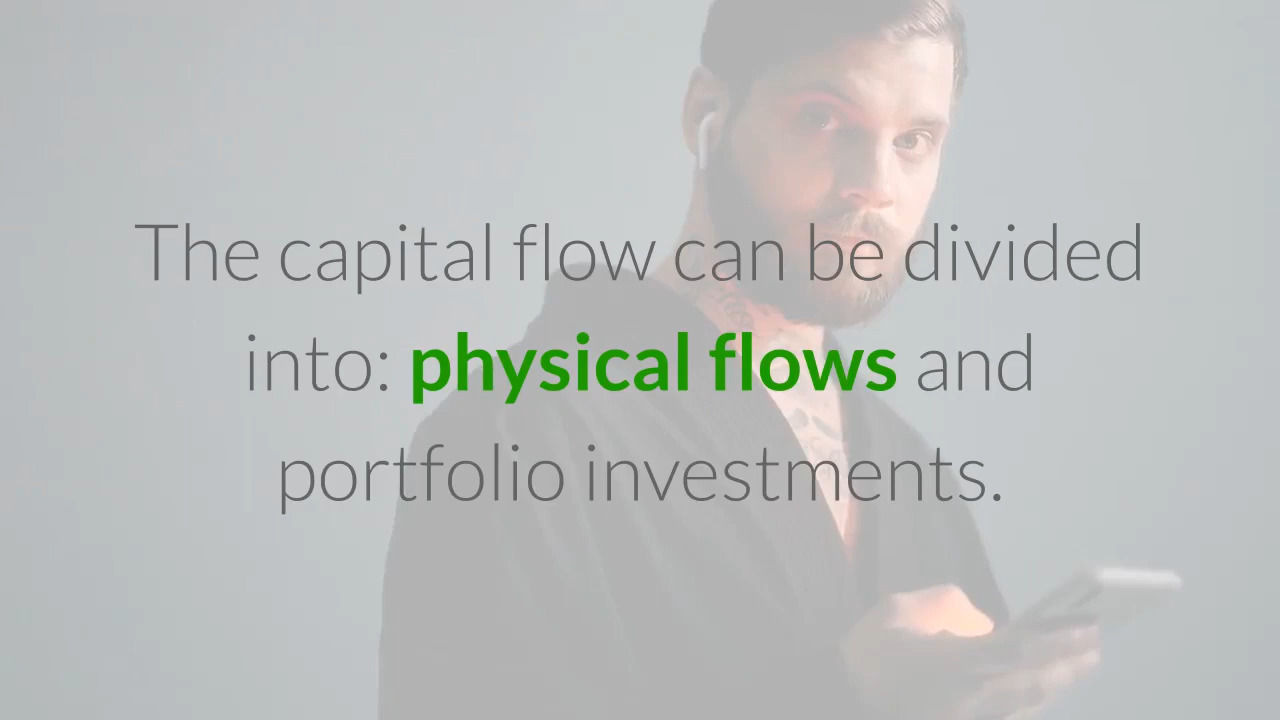 The capital flow can be divided
into: physical flows and
portfolio investments.